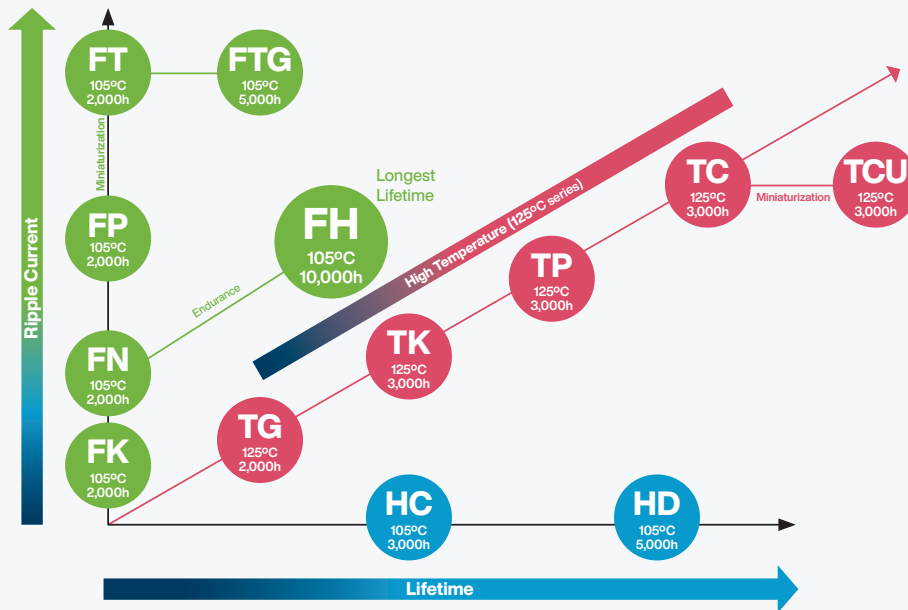 FT
105ºC
2,000h
FTG
105ºC
5,000h
Miniaturization
Ripple Current
FP
105ºC
2,000h
Longest
Lifetime
FH
105ºC
10,000h
Endurance
FN
105ºC
2,000h
FK
105ºC
2,000h
High Temperature (125ºC series)
TC
125ºC
3,000h
Miniaturization
TCU
125ºC
3,000h
TP
125ºC
3,000h
TK
125ºC
3,000h
TG
125ºC
2,000h
HC
105ºC
3,000h
HD
105ºC
5,000h
Lifetime